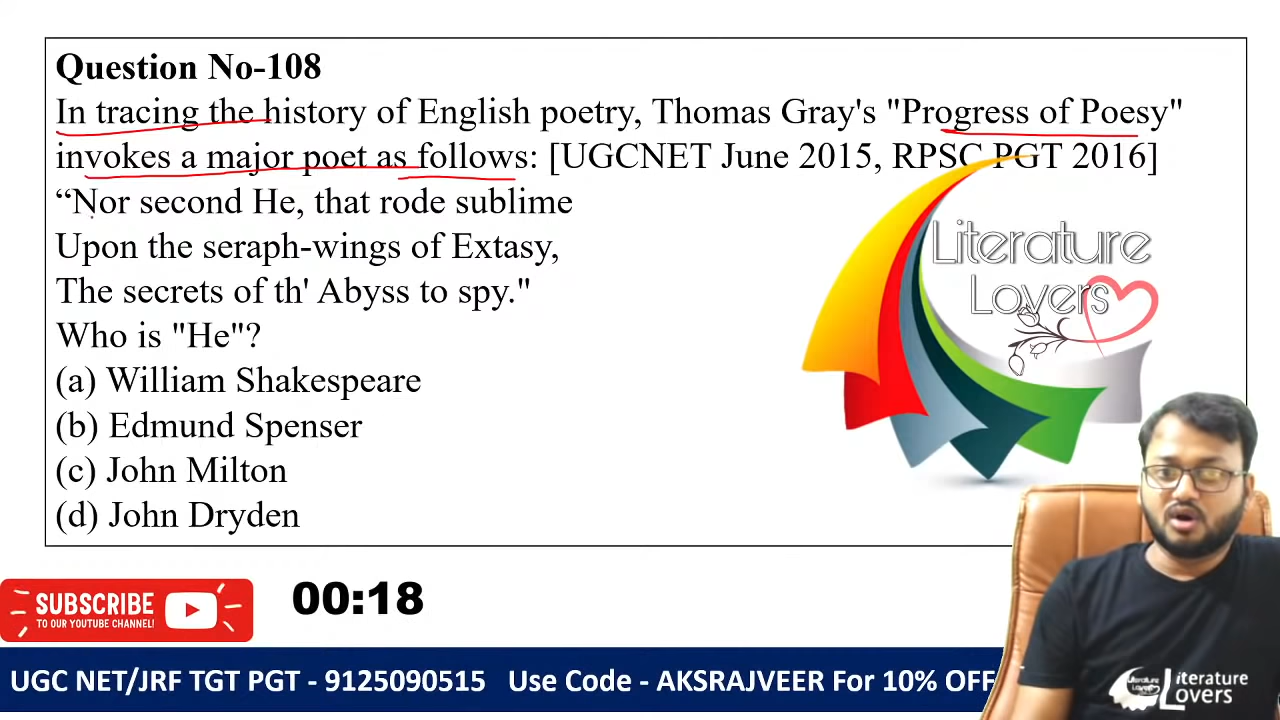 Question No-108
In tracing the history of English poetry, Thomas Gray's "Progress of Poesy"
invokes a major poet as follows: [UGCNET June 2015, RPSC PGT 2016]
“Nor second He, that rode sublime
Upon the seraph-wings of Extasy,
The secrets of th' Abyss to spy."
Who is "He"?
(a) William Shakespeare
(b) Edmund Spenser
(c) John Milton
(d) John Dryden
Literature
Lovers
SUBSCRIBE
TO OUR YOUTUBE CHANNEL!
00:18
UGC NET/JRF TGT PGT - 9125090515 Use Code - AKSRAJVEER For 10% OFF
Literature
Lovers